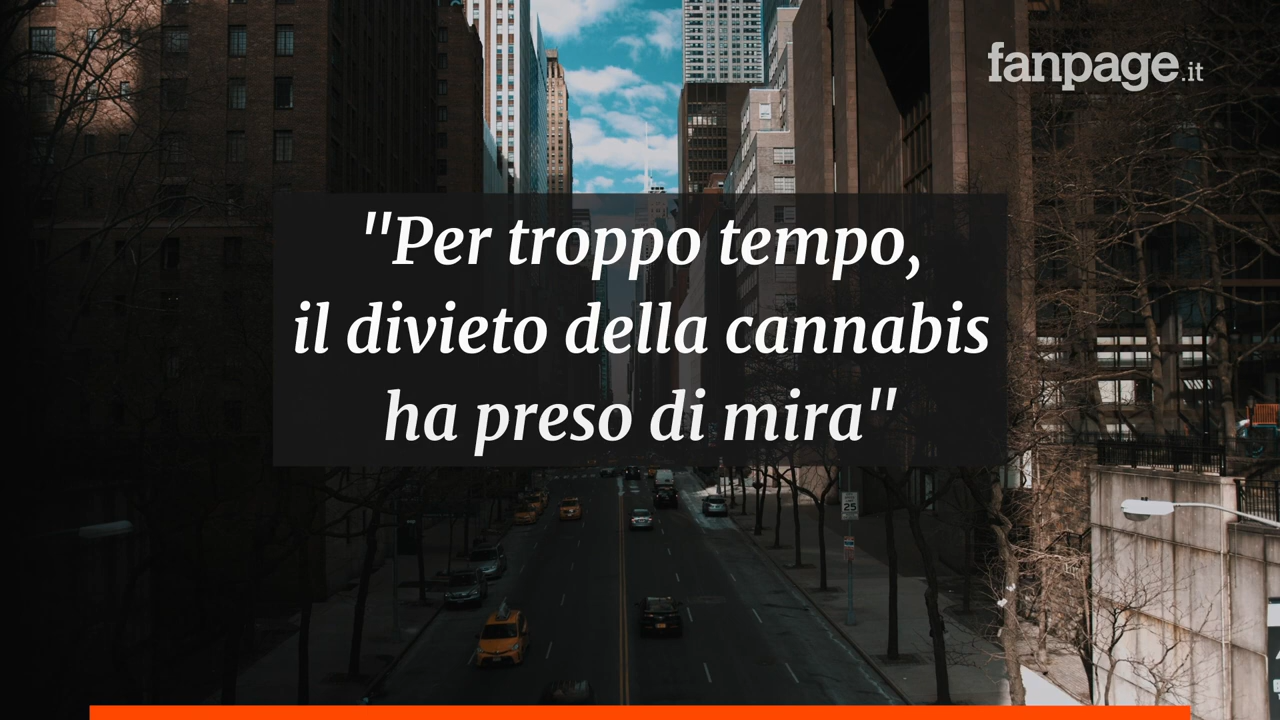 fanpage.it
"Per troppo tempo,
il divieto della cannabis
ha preso di mira"
25